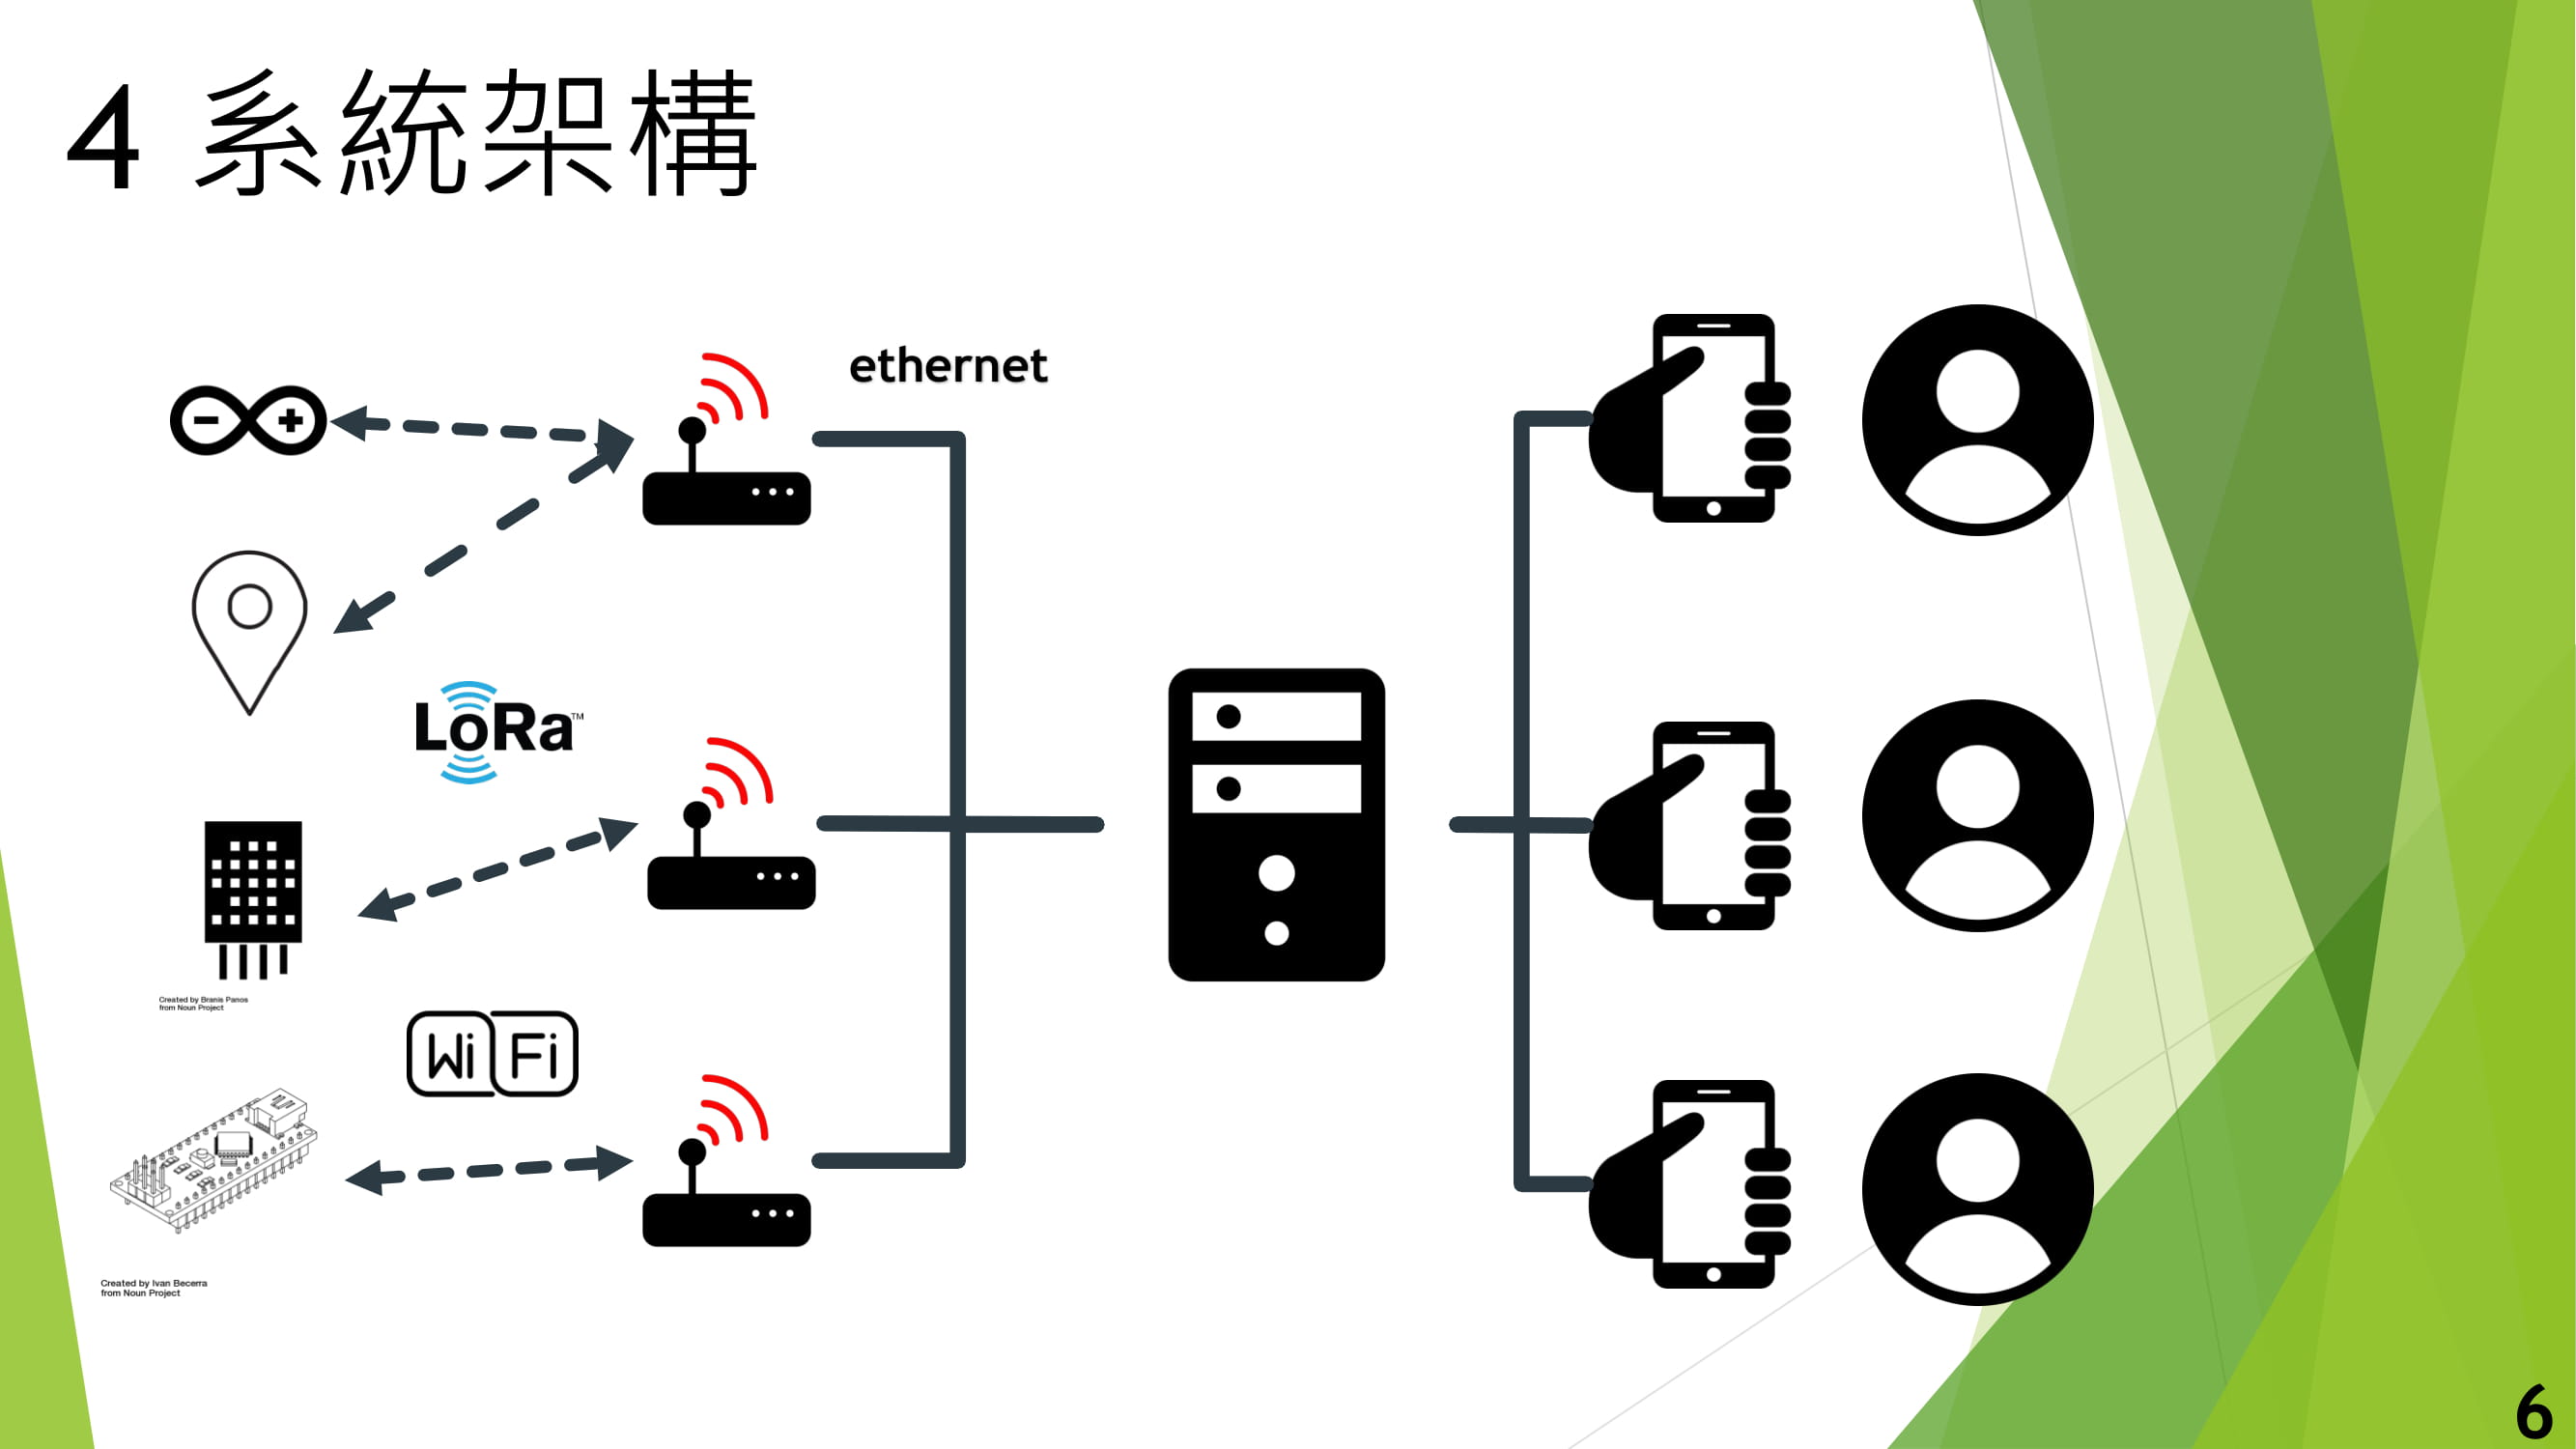 4 系統架構
ethernet
LoRa™
Created by Branis Panos
from Noun Project
Wi Fi
Created by Ivan Becerra
from Noun Project
6